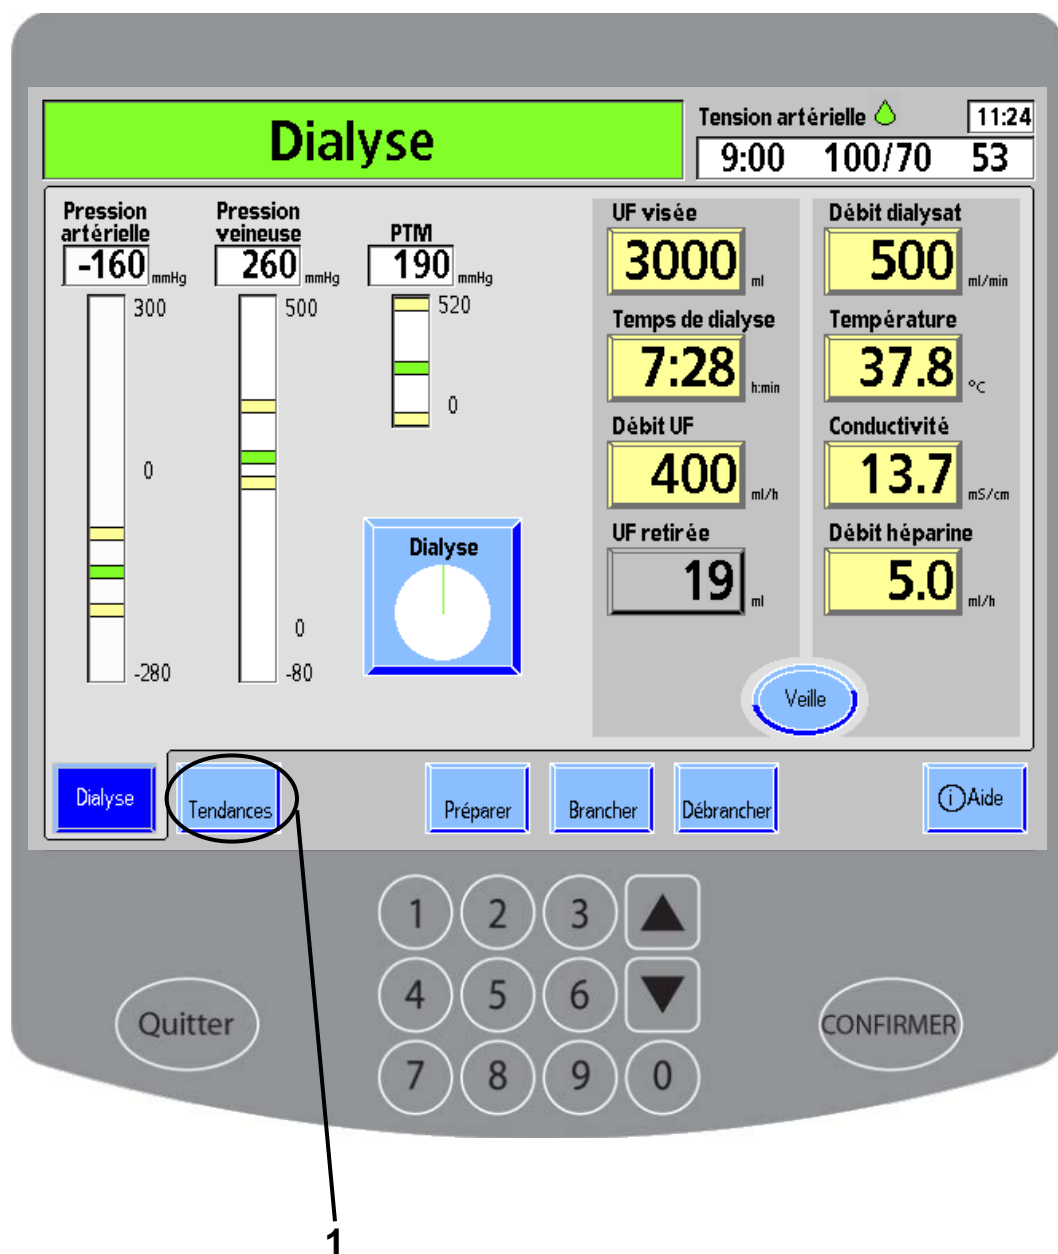 Dialyse
Tension artérielle 11:24
9:00 100/70 53
Pression artérielle
-160 mmHg
300
0
-280
Pression veineuse
260 mmHg
500
0
-80
PTM
190 mmHg
520
0
Dialyse
UF visée
3000 ml
Temps de dialyse
7:28 h:min
Débit UF
400 ml/h
UF retirée
19 ml
Débit dialysat
500 ml/min
Température
37.8 °C
Conductivité
13.7 mS/cm
Débit héparine
5.0 ml/h
Veille
Dialyse Tendances Préparer Brancher Débrancher i Aide
1 2 3 ▲
4 5 6 ▼
7 8 9 0
Quitter
CONFIRMER
1